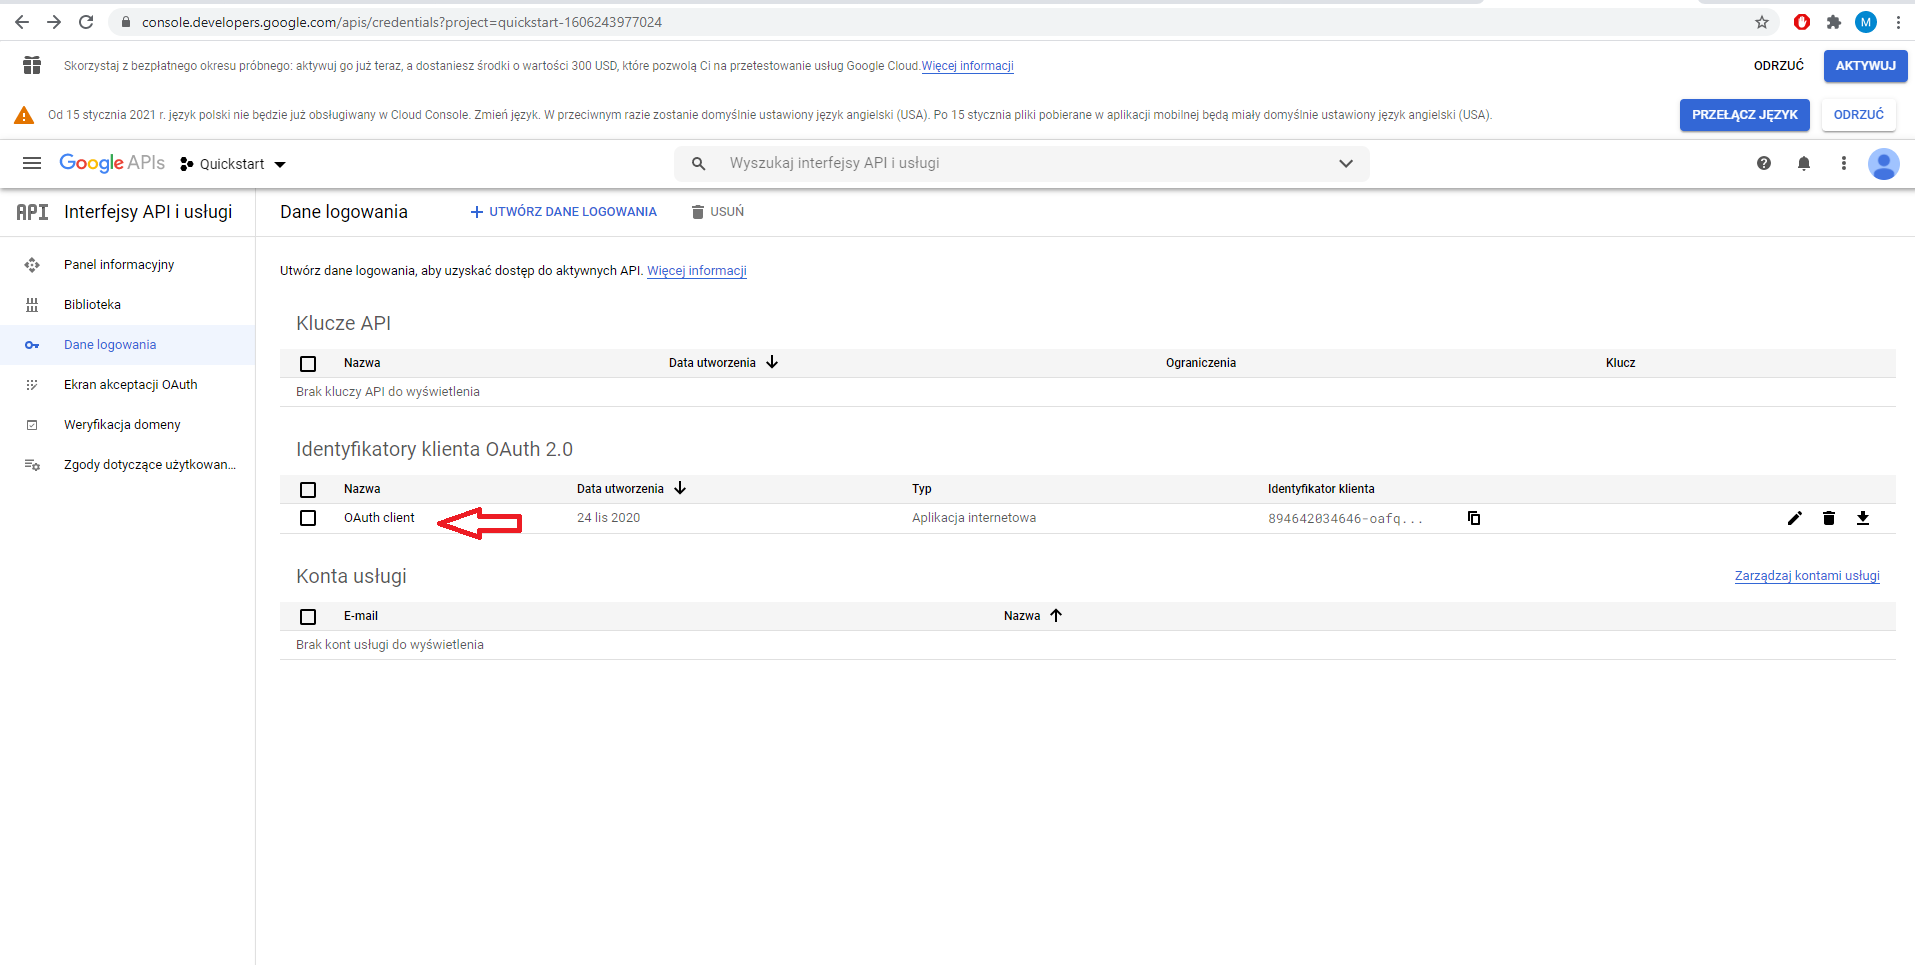 console.developers.google.com/apis/credentials?project=quickstart-1606243977024
M
Skorzystaj z bezpłatnego okresu próbnego: aktywuj go już teraz, a dostaniesz środki o wartości 300 USD, które pozwolą Ci na przetestowanie usług Google Cloud.Więcej informacji
ODRZUĆ
AKTYWUJ
Od 15 stycznia 2021 r. język polski nie będzie już obsługiwany w Cloud Console. Zmień język. W przeciwnym razie zostanie domyślnie ustawiony język angielski (USA). Po 15 stycznia pliki pobierane w aplikacji mobilnej będą miały domyślnie ustawiony język angielski (USA).
PRZEŁĄCZ JĘZYK
ODRZUĆ
Google APIs
Quickstart
Wyszukaj interfejsy API i usługi
API Interfejsy API i usługi
Dane logowania
UTWÓRZ DANE LOGOWANIA
USUŃ
Panel informacyjny
Biblioteka
Dane logowania
Ekran akceptacji OAuth
Weryfikacja domeny
Zgody dotyczące użytkowan...
Utwórz dane logowania, aby uzyskać dostęp do aktywnych API. Więcej informacji
Klucze API
Nazwa Data utworzenia Ograniczenia Klucz
Brak kluczy API do wyświetlenia
Identyfikatory klienta OAuth 2.0
Nazwa Data utworzenia Typ Identyfikator klienta
OAuth client 24 lis 2020 Aplikacja internetowa 894642034646-oafq...
Konta usługi
Zarządzaj kontami usługi
E-mail Nazwa
Brak kont usługi do wyświetlenia